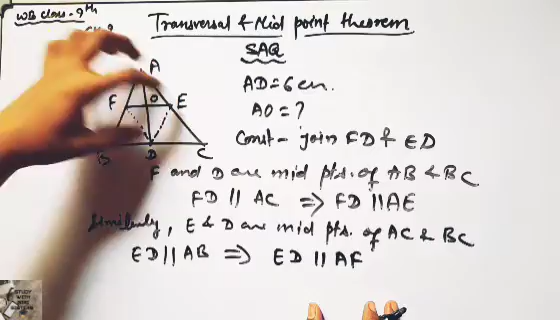 WB class - 9th
Transversal & Mid point theorem
SAQ
A
AD = 6 cm.
F O E
AO = ?
Const - join FD & ED
B D C
F and D are mid pts. of AB & BC
FD || AC ⇒ FD || AE
Similarly, E & D are mid pts. of AC & BC
ED || AB ⇒ ED || AF
STUDY WITH